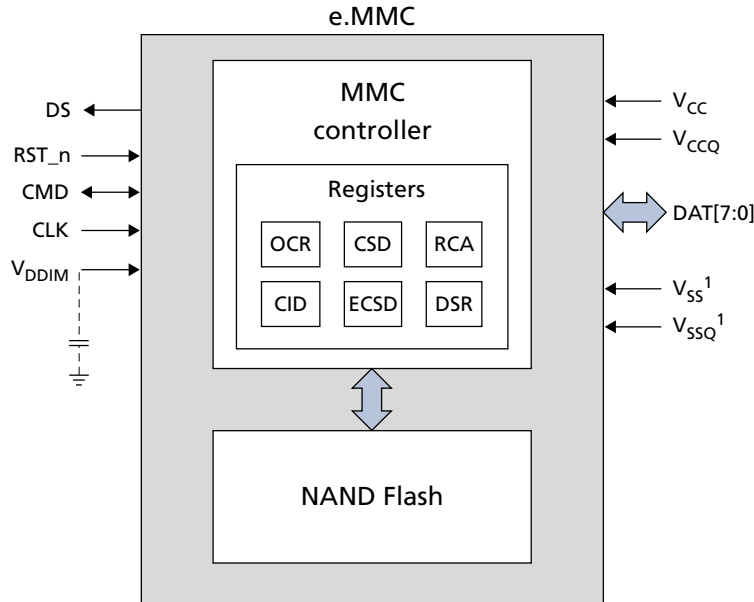 e.MMC
MMC
controller
Registers
OCR CSD RCA
CID ECSD DSR
NAND Flash
DS
RST_n
CMD
CLK
VDDIM
VCC
VCCQ
DAT[7:0]
VSS1
VSSQ1